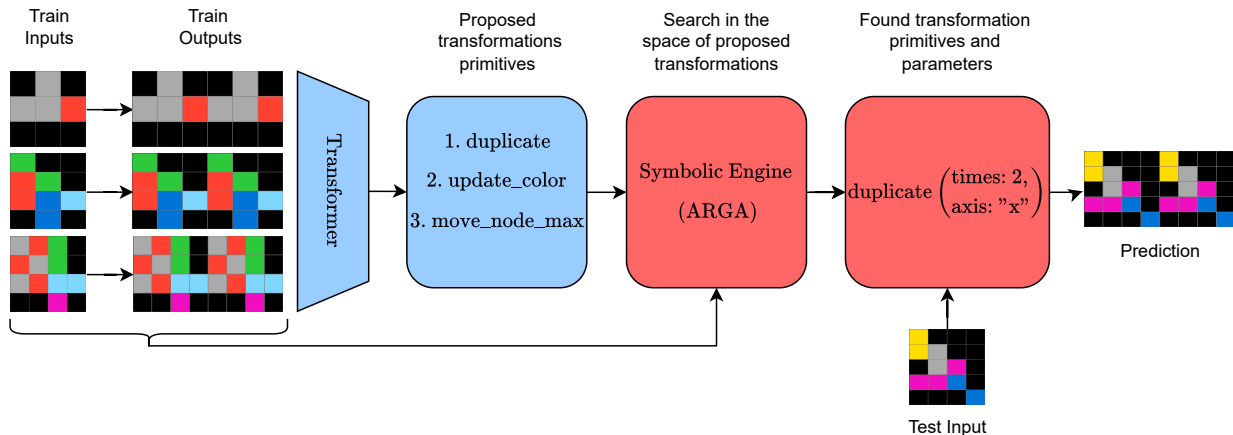 Train
Inputs
Train
Outputs
Proposed
transformations
primitives
Search in the
space of proposed
transformations
Found transformation
primitives and
parameters
Transformer
1. duplicate
2. update_color
3. move_node_max
Symbolic Engine
(ARGA)
duplicate (times: 2,
axis: ”x”)
Prediction
Test Input